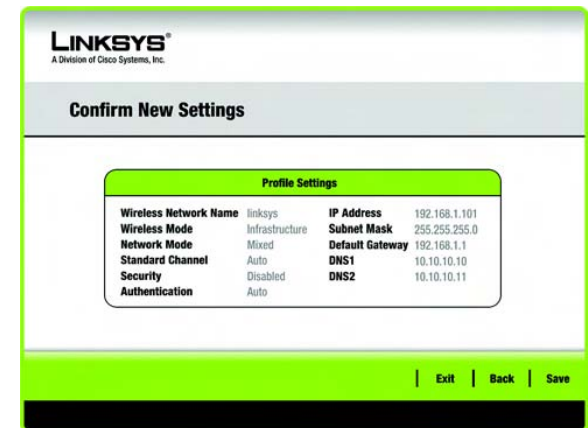 LINKSYS®
A Division of Cisco Systems, Inc.
Confirm New Settings
Profile Settings
Wireless Network Name linksys IP Address 192.168.1.101
Wireless Mode Infrastructure Subnet Mask 255.255.255.0
Network Mode Mixed Default Gateway 192.168.1.1
Standard Channel Auto DNS1 10.10.10.10
Security Disabled DNS2 10.10.10.11
Authentication Auto
Exit Back Save